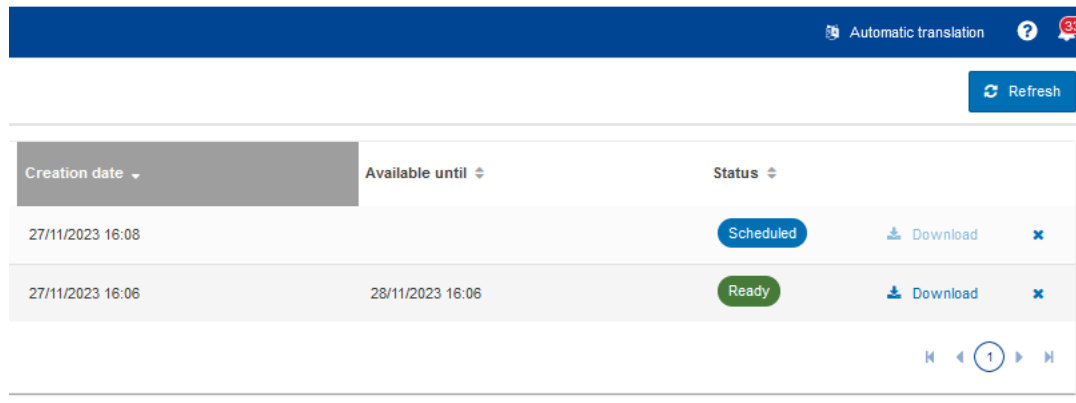 Automatic translation ? 33
Refresh
Creation date Available until Status
27/11/2023 16:08 Scheduled Download
27/11/2023 16:06 28/11/2023 16:06 Ready Download
1